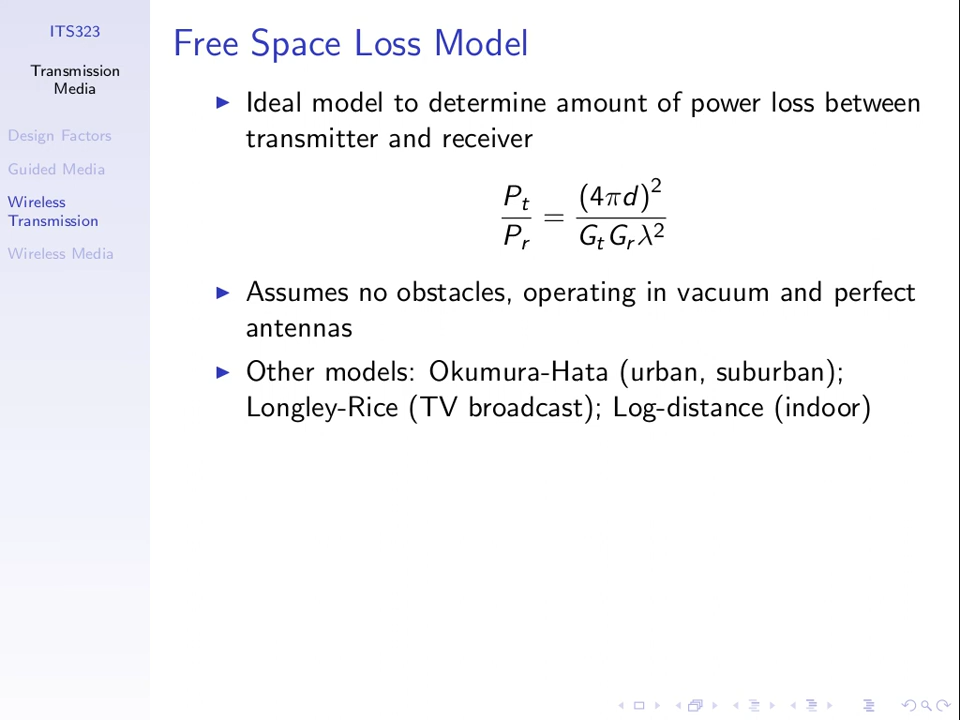 ITS323
Transmission
Media
Design Factors
Guided Media
Wireless
Transmission
Wireless Media
Free Space Loss Model
▶ Ideal model to determine amount of power loss between
transmitter and receiver
P_t / P_r = (4πd)² / G_t G_r λ²
▶ Assumes no obstacles, operating in vacuum and perfect
antennas
▶ Other models: Okumura-Hata (urban, suburban);
Longley-Rice (TV broadcast); Log-distance (indoor)